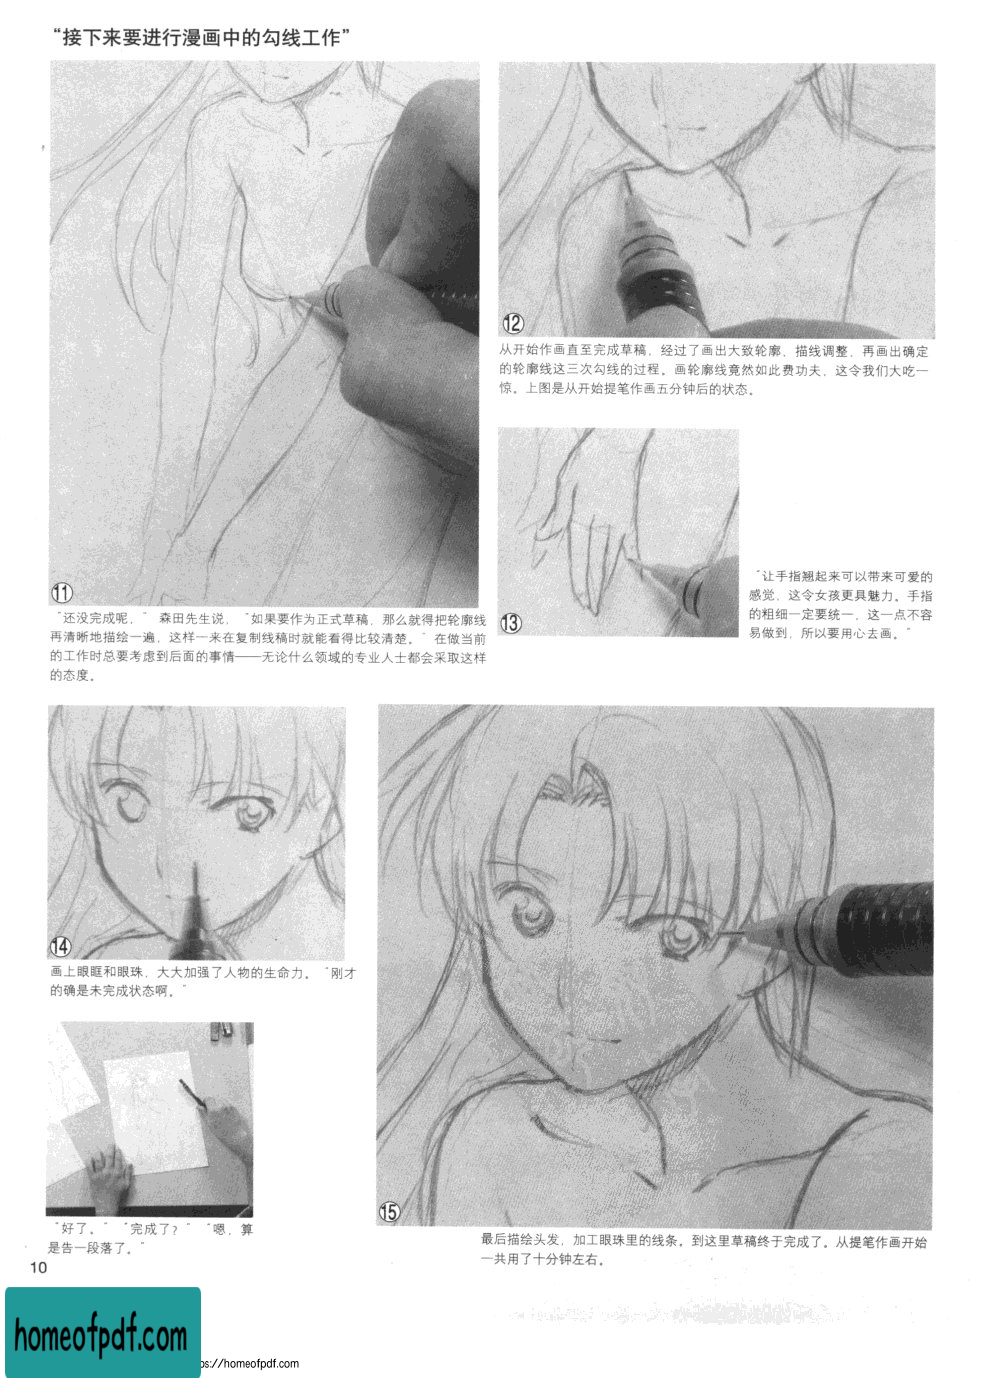 “接下来要进行漫画中的勾线工作”
⑪
“还没完成呢，” 森田先生说，“如果要作为正式草稿，那么就得把轮廓线
再清晰地描绘一遍，这样一来在复制线稿时就能看得比较清楚。” 在做当前
的工作时总要考虑到后面的事情——无论什么领域的专业人士都会采取这样
的态度。
⑫
从开始作画直至完成草稿，经过了画出大致轮廓，描线调整，再画出确定
的轮廓线这三次勾线的过程。画轮廓线竟然如此费功夫，这令我们大吃一
惊。上图是从开始提笔作画五分钟后的状态。
⑬
“让手指翘起来可以带来可爱的
感觉，这令女孩更具魅力。手指
的粗细一定要统一，这一点不容
易做到，所以要用心去画。”
⑭
画上眼眶和眼珠，大大加强了人物的生命力。“刚才
的确是未完成状态啊。”
“好了。” “完成了？” “嗯，算
是告一段落了。”
⑮
最后描绘头发，加工眼珠里的线条。到这里草稿终于完成了。从提笔作画开始
一共用了十分钟左右。
10
homeofpdf.com
ps://homeofpdf.com